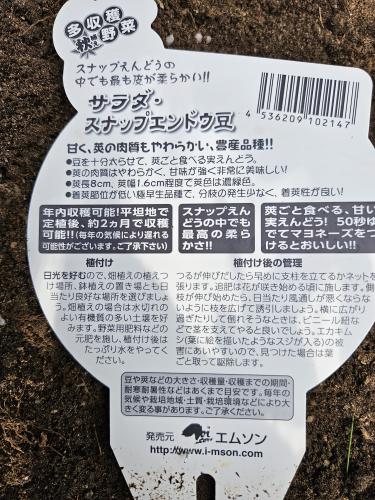 多収穫
秋植え野菜
スナップえんどうの
中でも最も皮が柔らかい!!
サラダ・
スナップエンドウ豆
4 536209 102147
甘く、莢の肉質もやわらかい、豊産品種!!
●豆を十分太らせて、莢ごと食べる実えんどう。
●莢の肉質はやわらかく、甘味が強く非常に美味しい!
●莢長8cm、莢幅1.6cm程度で莢色は濃緑色。
●着莢節位が低い極早生品種で、分枝の発生少なく、着莢性が良い!
年内収穫可能!平坦地で
定植後、約2ヵ月で収穫
可能!!(毎年の気候により遅れる
可能性がございます。ご了承下さい)
スナップえん
どうの中でも
最高の柔ら
かさ!!
莢ごと食べる、甘い
実えんどう! 50秒ゆ
でてマヨネーズをつ
けるとおいしい!!
植付け
日光を好むので、畑植えの植えつ
け場所、鉢植えの置き場とも日
当たり良好な場所を選びましょ
う。畑植えの場合は水切れの
よい有機質の多い土壌を好
みます。野菜用肥料などの
元肥を施し、植付け後は
たっぷり水をやってく
ださい。
植付け後の管理
つるが伸びだしたら早めに支柱を立てるかネットを
張ります。追肥は花が咲き始める頃に施します。側
枝が伸び始めたら、日当たり風通しが悪くならな
いように枝を広げて誘引しましょう。横に広がり
過ぎたりして倒れそうなときは、ビニール紐な
どで茎を支えてやると良いでしょう。エカキム
シ(葉に絵を描いたようなスジが入る)の被
害にあいやすいので、見つけた場合は葉
ごと取って駆除します。
豆や莢などの大きさ・収穫量・収穫までの期間・
耐寒耐暑性などはあくまで目安です。毎年の
気候や栽培地域・土質・栽培環境などにより大
きく変る事があります。ご了承ください。
発売元 エムソン
http://www.i-mson.com